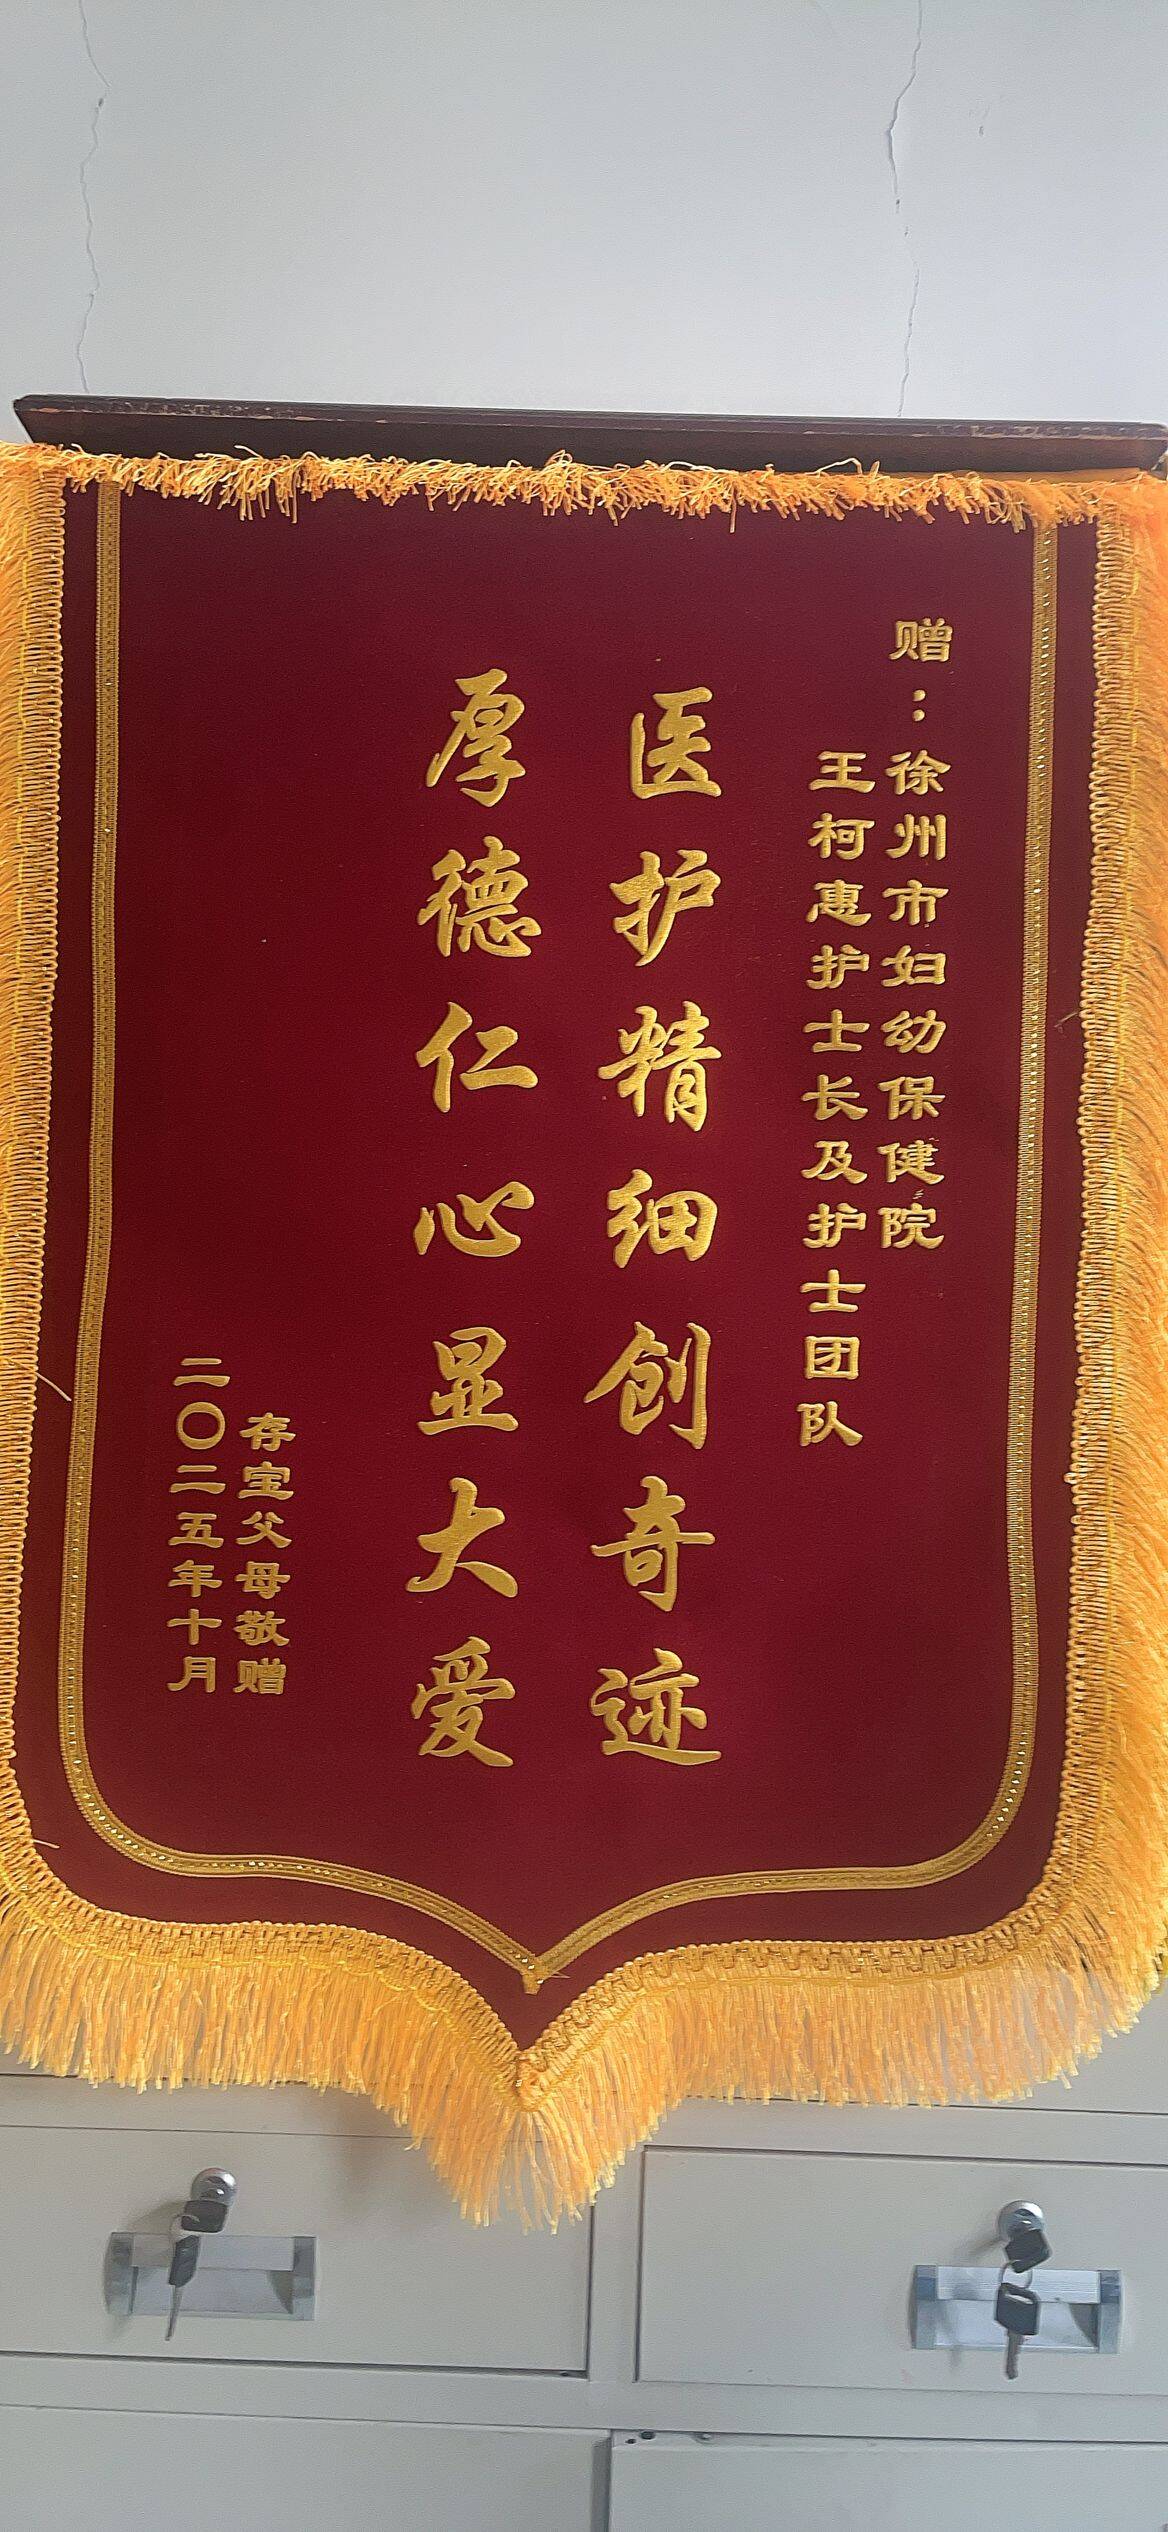 赠：徐州市妇幼保健院
王柯惠护士长及护士团队
医护精细创奇迹
厚德仁心显大爱
存宝父母敬赠
二〇二五年十月